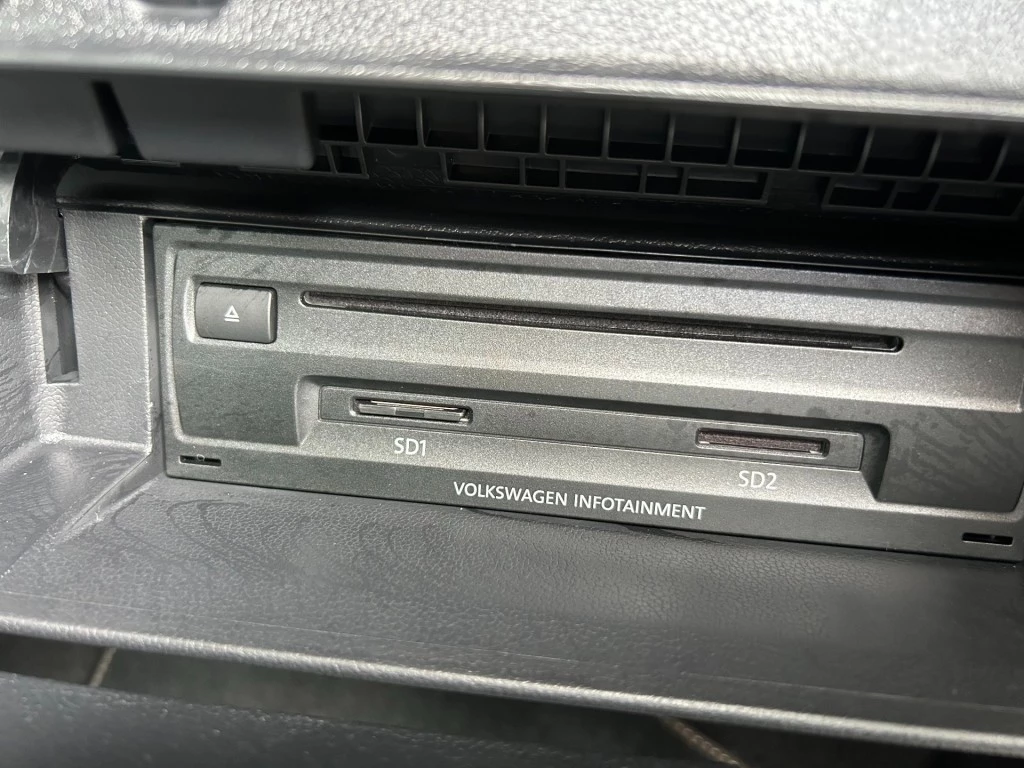 SD1
SD2
VOLKSWAGEN INFOTAINMENT